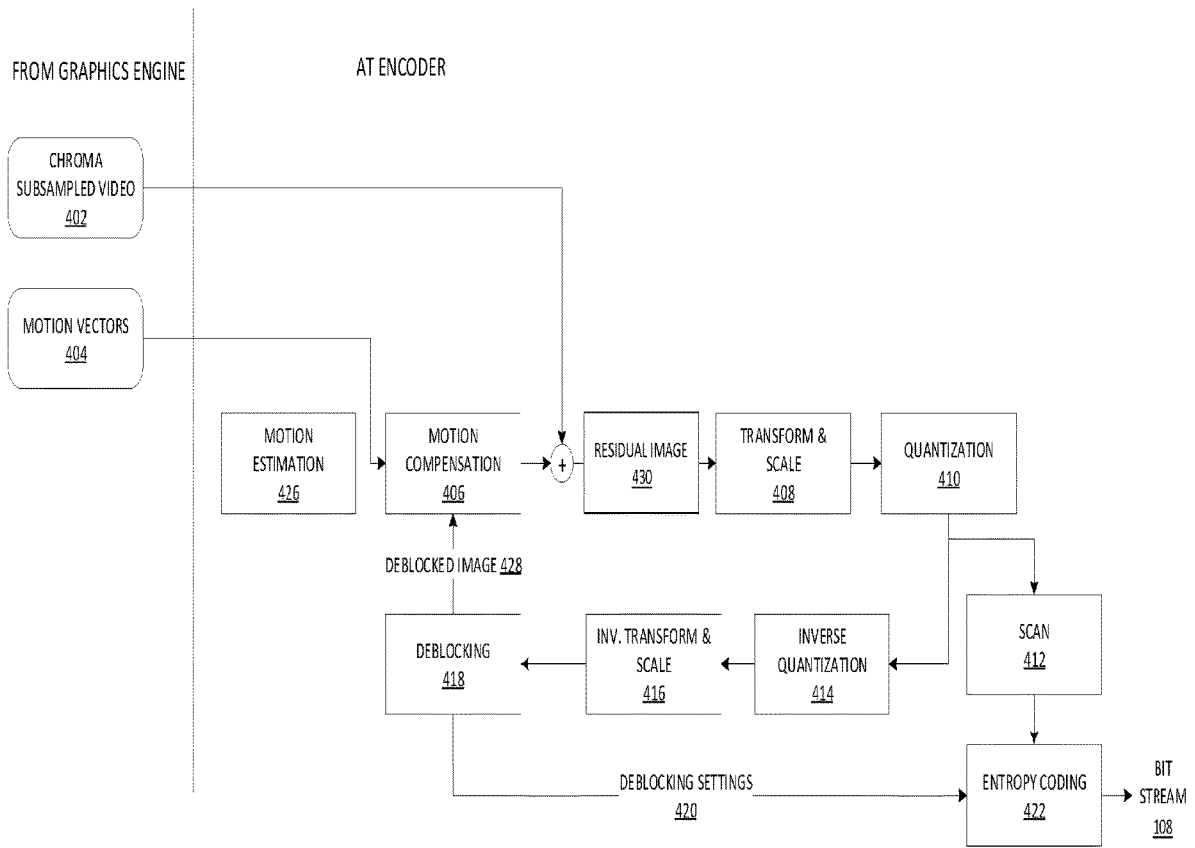 FROM GRAPHICS ENGINE
AT ENCODER
CHROMA
SUBSAMPLED VIDEO
402
MOTION VECTORS
404
MOTION
ESTIMATION
426
MOTION
COMPENSATION
406
+
RESIDUAL IMAGE
430
TRANSFORM &
SCALE
408
QUANTIZATION
410
DEBLOCKED IMAGE 428
DEBLOCKING
418
INV. TRANSFORM &
SCALE
416
INVERSE
QUANTIZATION
414
SCAN
412
DEBLOCKING SETTINGS
420
ENTROPY CODING
422
BIT
STREAM
108